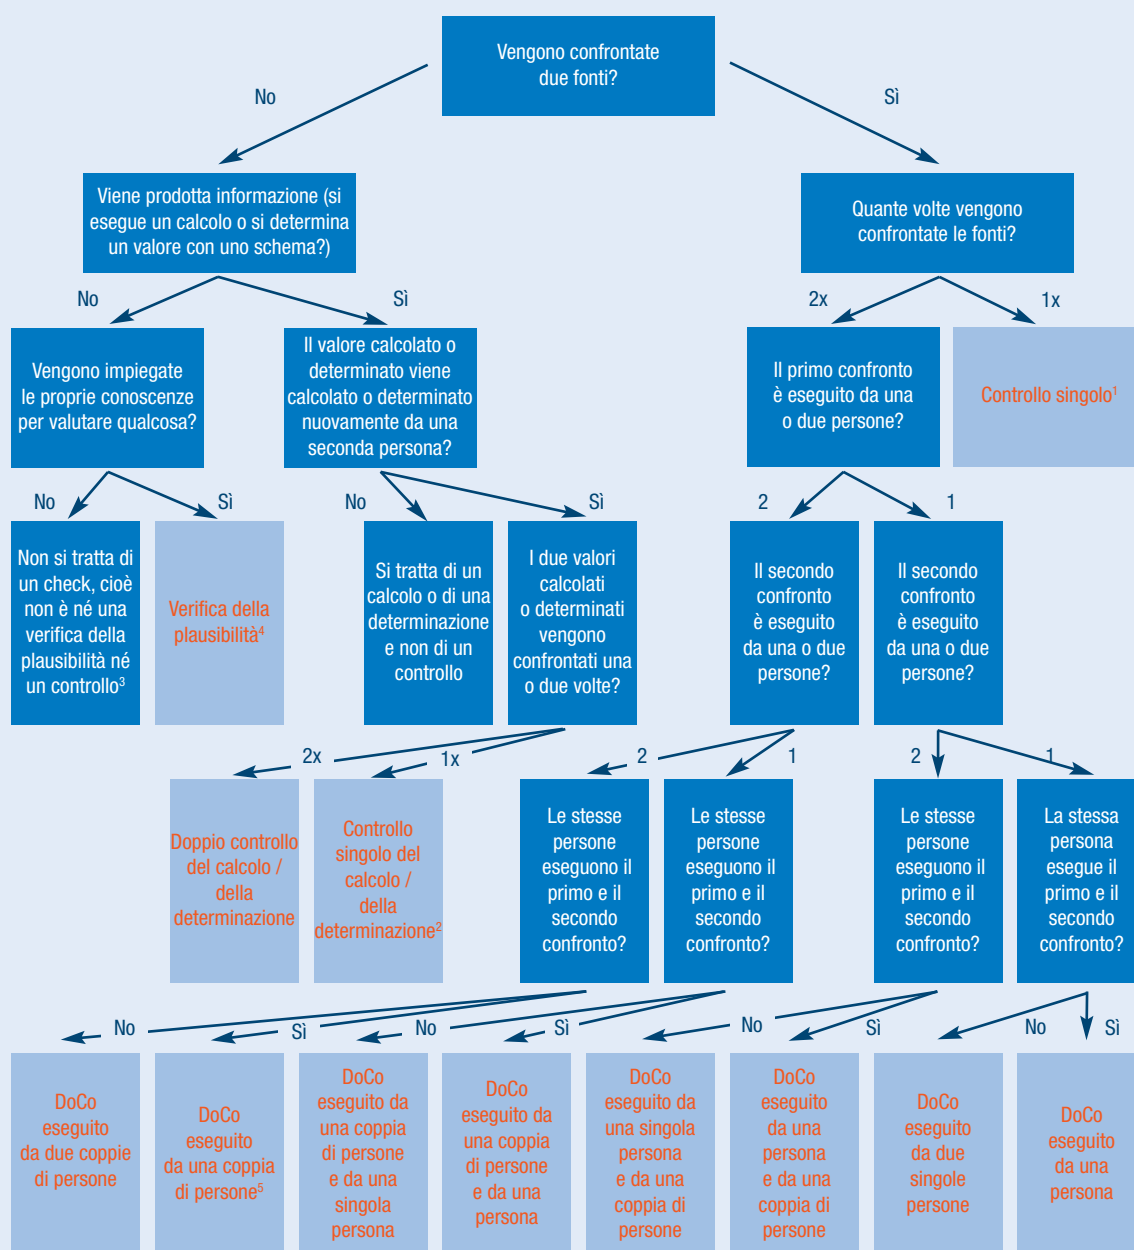 Vengono confrontate
due fonti?
No
Sì
Viene prodotta informazione (si
esegue un calcolo o si determina
un valore con uno schema?)
Quante volte vengono
confrontate le fonti?
No
Sì
2x
1x
Vengono impiegate
le proprie conoscenze
per valutare qualcosa?
Il valore calcolato o
determinato viene
calcolato o determinato
nuovamente da una
seconda persona?
Il primo confronto
è eseguito da una
o due persone?
Controllo singolo¹
No
Sì
No
Sì
2
1
Non si tratta di
un check, cioè
non è né una
verifica della
plausibilità né
un controllo³
Verifica della
plausibilità⁴
Si tratta di un
calcolo o di una
determinazione
e non di un
controllo
I due valori
calcolati
o determinati
vengono
confrontati una
o due volte?
Il secondo
confronto
è eseguito
da una o due
persone?
Il secondo
confronto
è eseguito
da una o due
persone?
2x
1x
2
1
2
1
Doppio controllo
del calcolo /
della
determinazione
Controllo
singolo del
calcolo /
della
determinazione²
Le stesse
persone
eseguono il
primo e il
secondo
confronto?
Le stesse
persone
eseguono il
primo e il
secondo
confronto?
Le stesse
persone
eseguono il
primo e il
secondo
confronto?
La stessa
persona
esegue il
primo e il
secondo
confronto?
No
Sì
No
Sì
No
Sì
No
Sì
DoCo
eseguito
da due coppie
di persone
DoCo
eseguito
da una coppia
di persone⁵
DoCo
eseguito da
una coppia
di persone
e da una
singola
persona
DoCo
eseguito da
una coppia
di persone
e da una
persona
DoCo
eseguito da
una singola
persona
e da una
coppia di
persone
DoCo
eseguito
da una
persona
e da una
coppia di
persone
DoCo
eseguito
da due
singole
persone
DoCo
eseguito
da una
persona